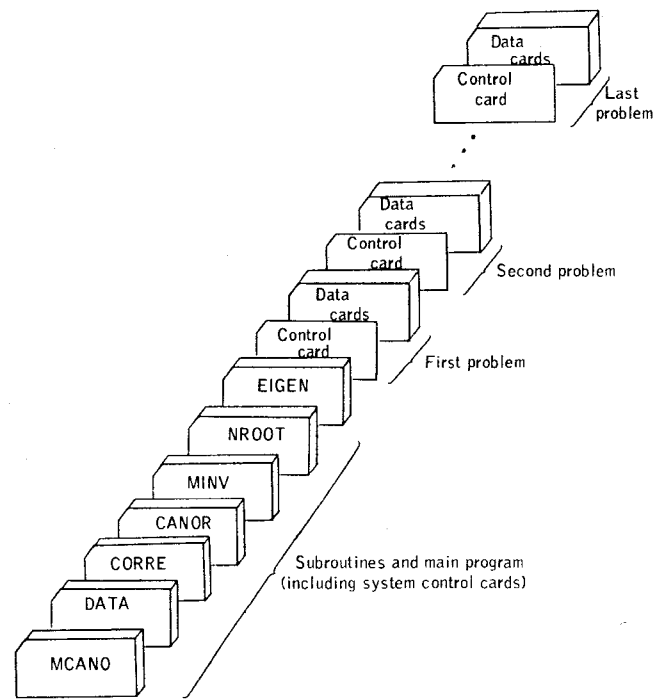 Data
cards
Control
card
Last
problem
Data
cards
Control
card
Second problem
Data
cards
Control
card
First problem
EIGEN
NROOT
MINV
CANOR
CORRE
Subroutines and main program
(including system control cards)
DATA
MCANO